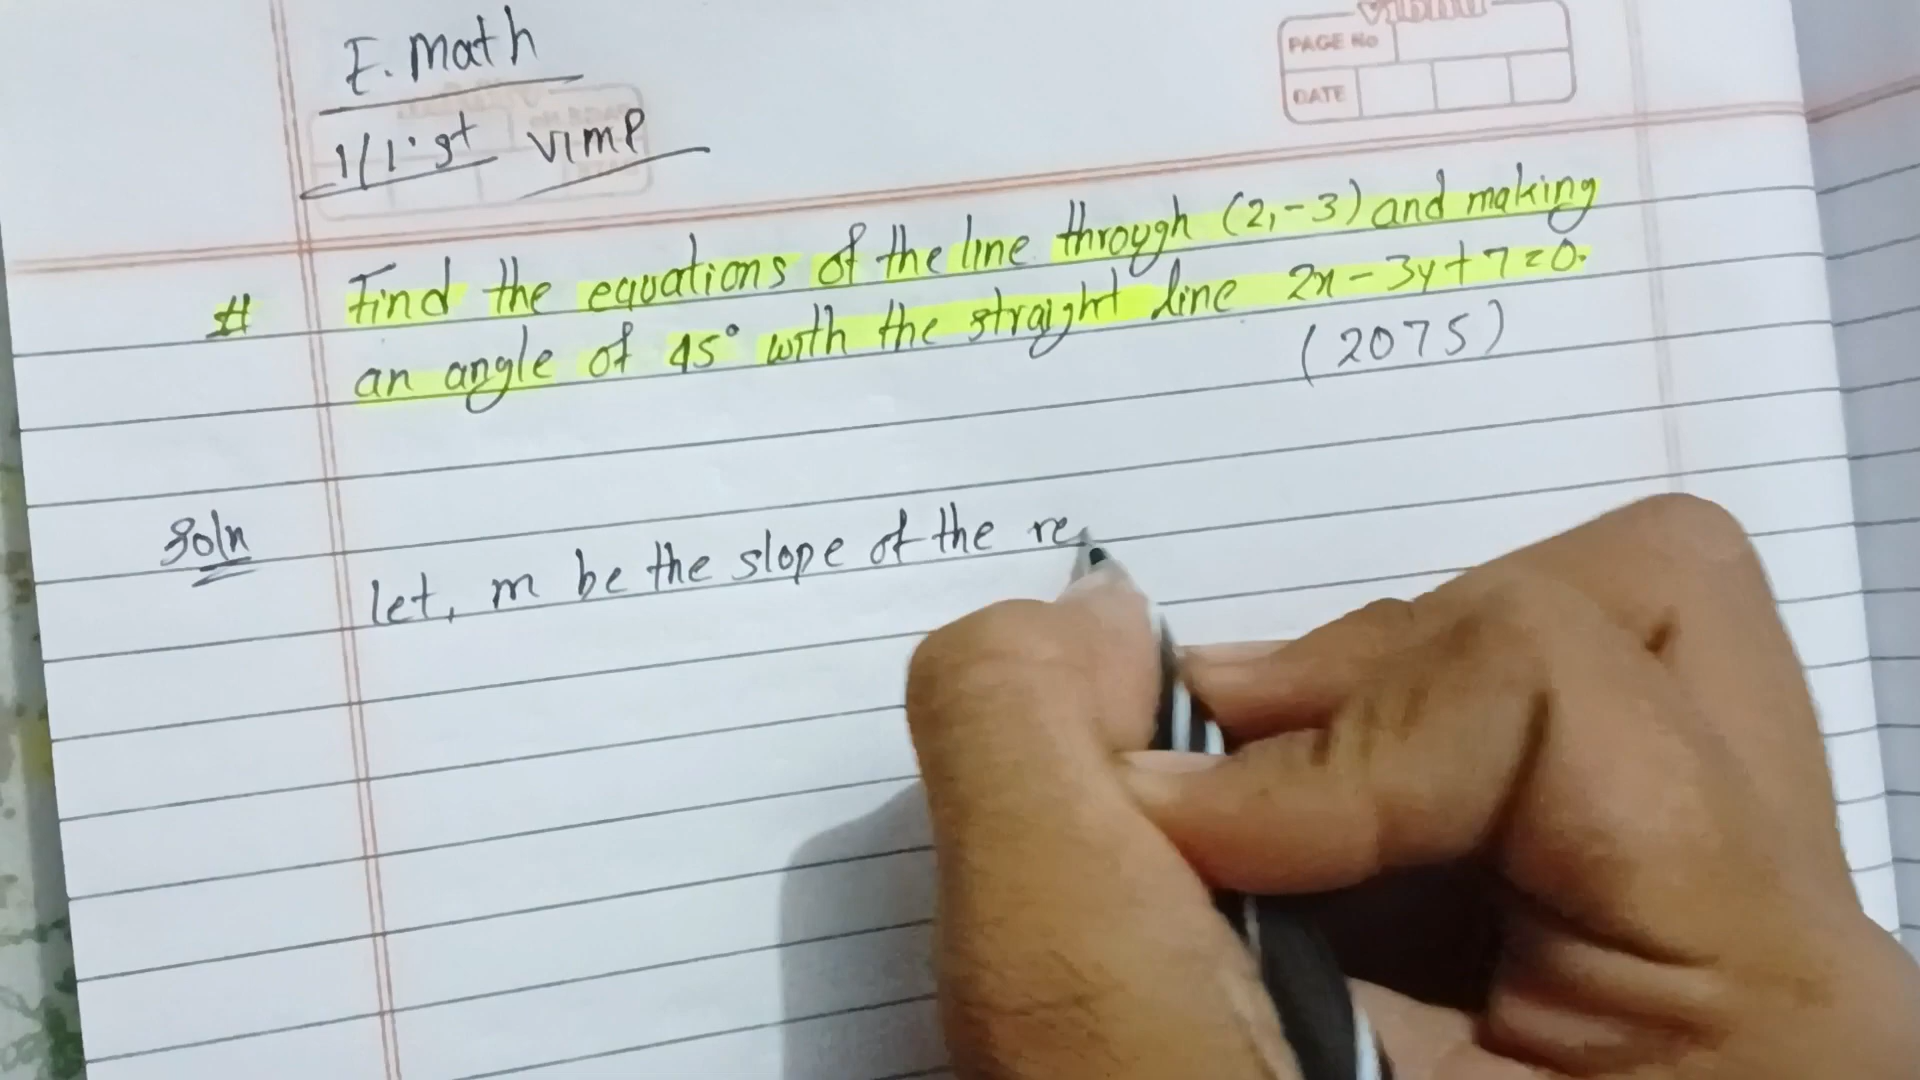 E. Math
1/1st VImP
Vibhu
PAGE No
DATE
# Find the equations of the line through (2,-3) and making
an angle of 45° with the straight line 2x-3y+7=0.
(2075)
Soln
let, m be the slope of the re